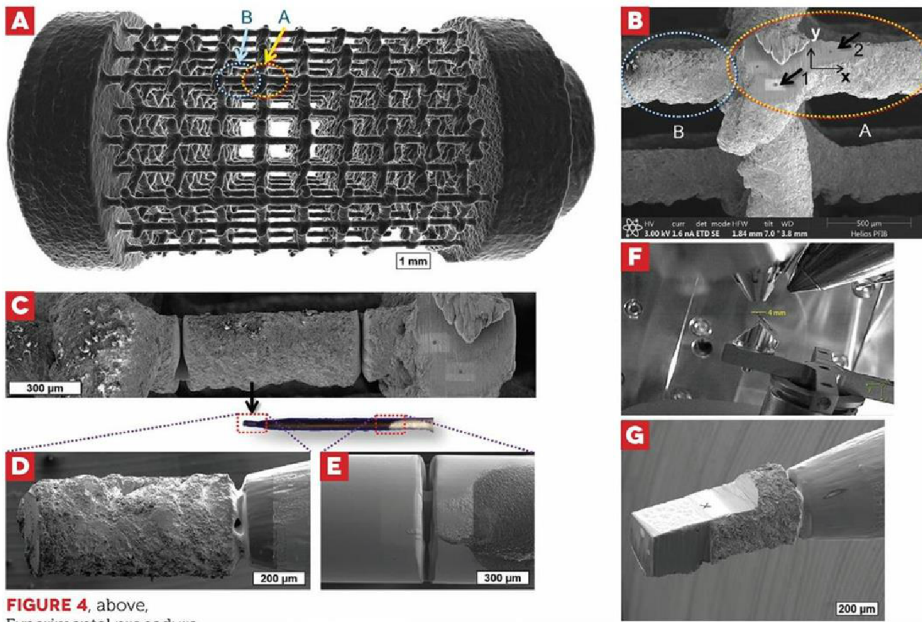 A
B
A
1 mm
B
y
2
x
1
B
A
HV curr det mode HFW tilt WD
3.00 kV 1.6 nA ETD SE 1.84 mm 7.0 ° 3.8 mm
500 µm
Helios PFIB
C
300 µm
F
4 mm
D
200 µm
E
300 µm
G
200 µm
FIGURE 4, above,